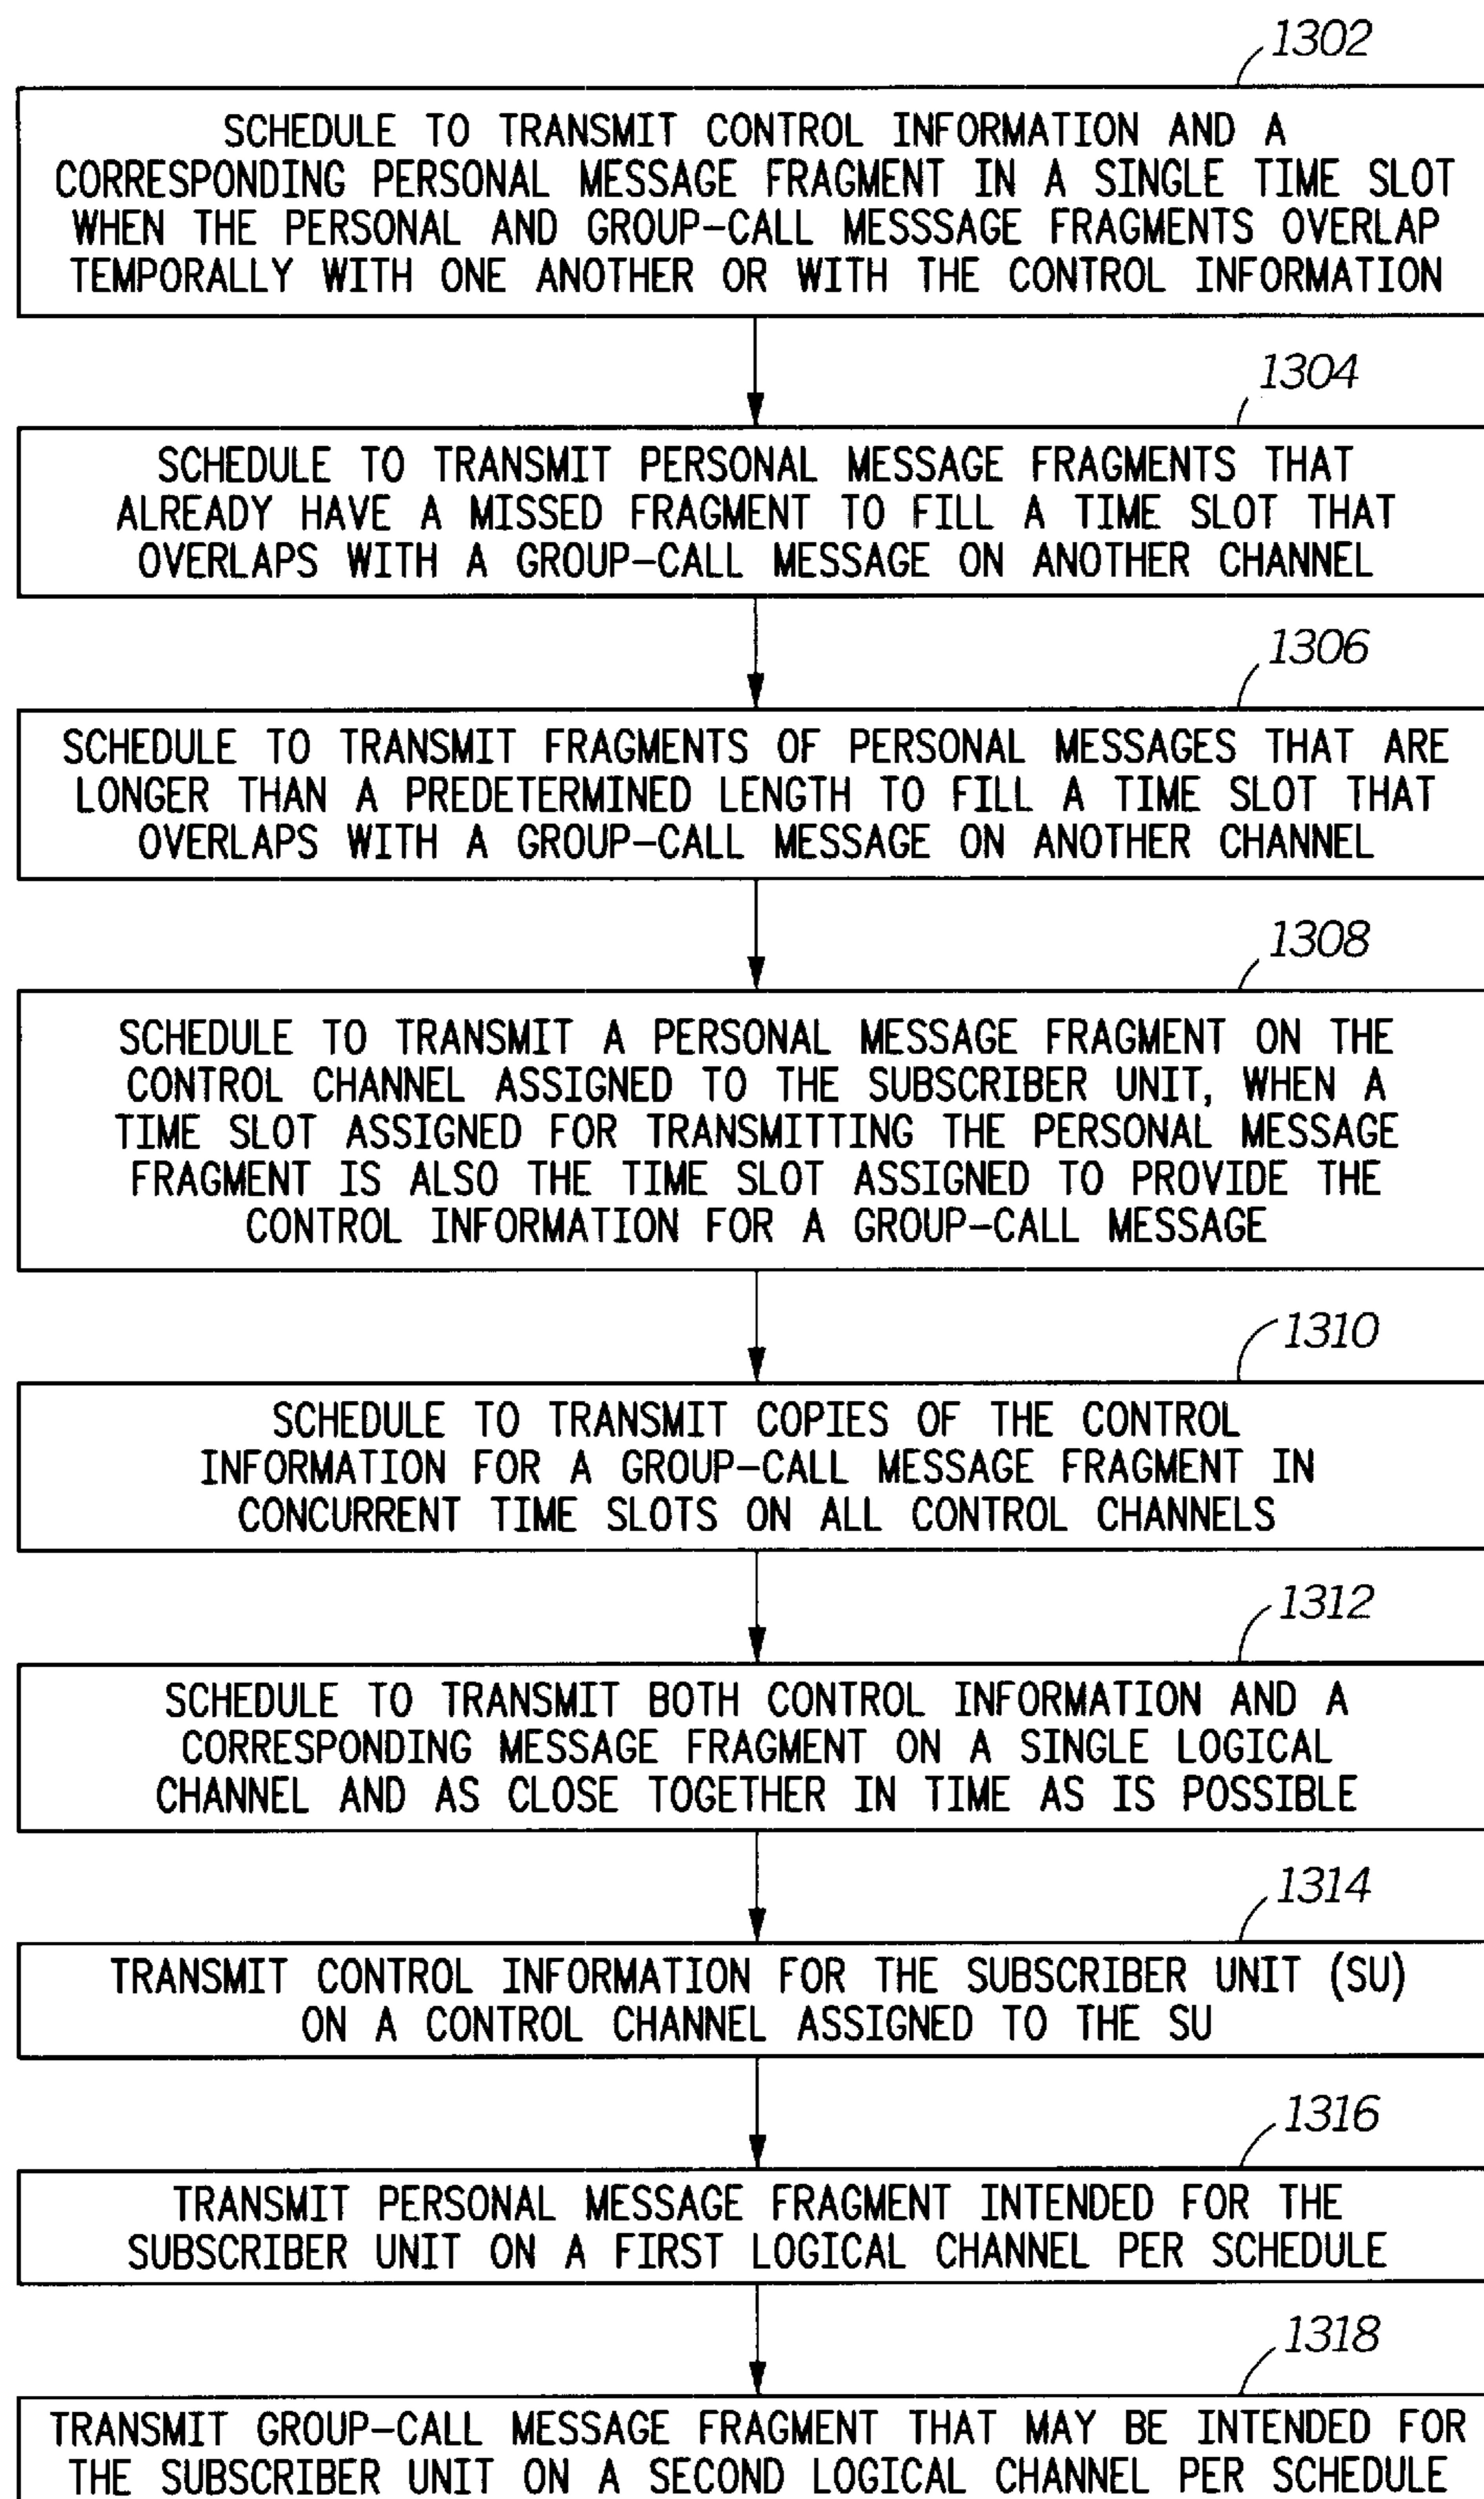 1302
SCHEDULE TO TRANSMIT CONTROL INFORMATION AND A
CORRESPONDING PERSONAL MESSAGE FRAGMENT IN A SINGLE TIME SLOT
WHEN THE PERSONAL AND GROUP-CALL MESSSAGE FRAGMENTS OVERLAP
TEMPORALLY WITH ONE ANOTHER OR WITH THE CONTROL INFORMATION
1304
SCHEDULE TO TRANSMIT PERSONAL MESSAGE FRAGMENTS THAT
ALREADY HAVE A MISSED FRAGMENT TO FILL A TIME SLOT THAT
OVERLAPS WITH A GROUP-CALL MESSAGE ON ANOTHER CHANNEL
1306
SCHEDULE TO TRANSMIT FRAGMENTS OF PERSONAL MESSAGES THAT ARE
LONGER THAN A PREDETERMINED LENGTH TO FILL A TIME SLOT THAT
OVERLAPS WITH A GROUP-CALL MESSAGE ON ANOTHER CHANNEL
1308
SCHEDULE TO TRANSMIT A PERSONAL MESSAGE FRAGMENT ON THE
CONTROL CHANNEL ASSIGNED TO THE SUBSCRIBER UNIT, WHEN A
TIME SLOT ASSIGNED FOR TRANSMITTING THE PERSONAL MESSAGE
FRAGMENT IS ALSO THE TIME SLOT ASSIGNED TO PROVIDE THE
CONTROL INFORMATION FOR A GROUP-CALL MESSAGE
1310
SCHEDULE TO TRANSMIT COPIES OF THE CONTROL
INFORMATION FOR A GROUP-CALL MESSAGE FRAGMENT IN
CONCURRENT TIME SLOTS ON ALL CONTROL CHANNELS
1312
SCHEDULE TO TRANSMIT BOTH CONTROL INFORMATION AND A
CORRESPONDING MESSAGE FRAGMENT ON A SINGLE LOGICAL
CHANNEL AND AS CLOSE TOGETHER IN TIME AS IS POSSIBLE
1314
TRANSMIT CONTROL INFORMATION FOR THE SUBSCRIBER UNIT (SU)
ON A CONTROL CHANNEL ASSIGNED TO THE SU
1316
TRANSMIT PERSONAL MESSAGE FRAGMENT INTENDED FOR THE
SUBSCRIBER UNIT ON A FIRST LOGICAL CHANNEL PER SCHEDULE
1318
TRANSMIT GROUP-CALL MESSAGE FRAGMENT THAT MAY BE INTENDED FOR
THE SUBSCRIBER UNIT ON A SECOND LOGICAL CHANNEL PER SCHEDULE